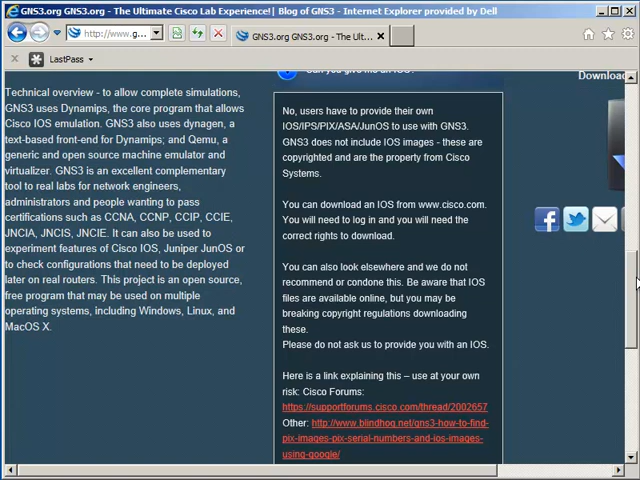 GNS3.org GNS3.org - The Ultimate Cisco Lab Experience!| Blog of GNS3 - Internet Explorer provided by Dell
http://www.g...
GNS3.org GNS3.org - The Ult...
LastPass
Can you give me an IOS?
Download
Technical overview - to allow complete simulations,
GNS3 uses Dynamips, the core program that allows
Cisco IOS emulation. GNS3 also uses dynagen, a
text-based front-end for Dynamips; and Qemu, a
generic and open source machine emulator and
virtualizer. GNS3 is an excellent complementary
tool to real labs for network engineers,
administrators and people wanting to pass
certifications such as CCNA, CCNP, CCIP, CCIE,
JNCIA, JNCIS, JNCIE. It can also be used to
experiment features of Cisco IOS, Juniper JunOS or
to check configurations that need to be deployed
later on real routers. This project is an open source,
free program that may be used on multiple
operating systems, including Windows, Linux, and
MacOS X.
No, users have to provide their own
IOS/IPS/PIX/ASA/JunOS to use with GNS3.
GNS3 does not include IOS images - these are
copyrighted and are the property from Cisco
Systems.
You can download an IOS from www.cisco.com.
You will need to log in and you will need the
correct rights to download.
You can also look elsewhere and we do not
recommend or condone this. Be aware that IOS
files are available online, but you may be
breaking copyright regulations downloading
these.
Please do not ask us to provide you with an IOS.
Here is a link explaining this – use at your own
risk: Cisco Forums:
https://supportforums.cisco.com/thread/2002657
Other: http://www.blindhog.net/gns3-how-to-find-
pix-images-pix-serial-numbers-and-ios-images-
using-google/